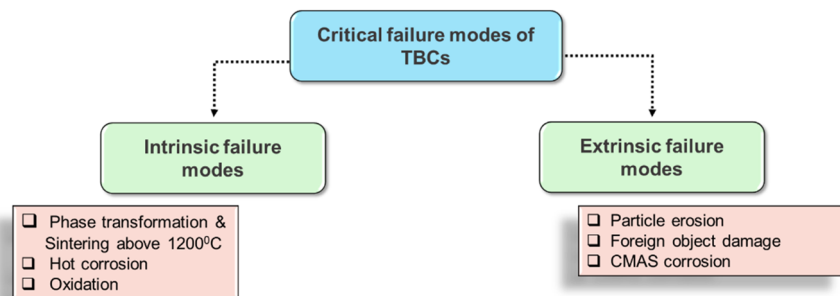 Critical failure modes of
TBCs
Intrinsic failure
modes
Extrinsic failure
modes
❑ Phase transformation &
Sintering above 1200⁰C
❑ Hot corrosion
❑ Oxidation
❑ Particle erosion
❑ Foreign object damage
❑ CMAS corrosion